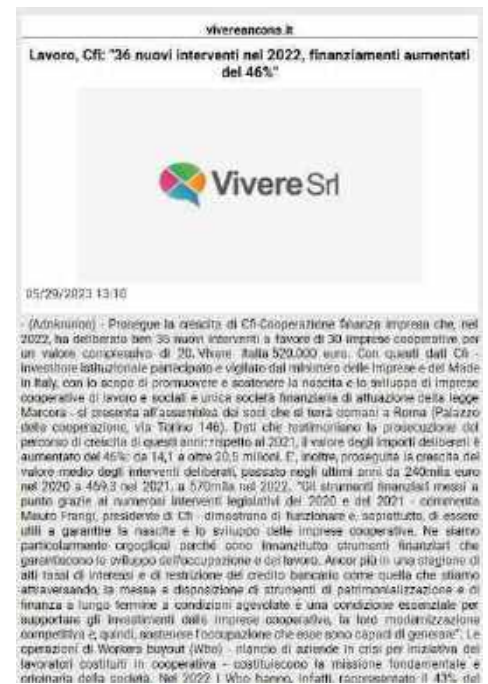 vivereancona.it
Lavoro, Cfi: "36 nuovi interventi nel 2022, finanziamenti aumentati
del 46%"
Vivere Srl
05/29/2023 13:10
- (Adnkronos) - Prosegue la crescita di Cfi-Cooperazione finanza impresa che, nel
2022, ha deliberato ben 36 nuovi interventi a favore di 30 imprese cooperative per
un valore complessivo di 20. Vivere Italia 520.000 euro. Con questi dati Cfi -
investitore istituzionale partecipato e vigilato dal ministero delle Imprese e del Made
in Italy, con lo scopo di promuovere e sostenere la nascita e lo sviluppo di imprese
cooperative di lavoro e sociali e unica società finanziaria di attuazione della legge
Marcora - si presenta all'assemblea dei soci che si terrà domani a Roma (Palazzo
della cooperazione, via Torino 146). Dati che testimoniano la prosecuzione del
percorso di crescita di questi anni: rispetto al 2021, il valore degli importi deliberati è
aumentato del 46%: da 14,1 a oltre 20,5 milioni. E', inoltre, proseguita la crescita del
valore medio degli interventi deliberati, passato negli ultimi anni da 240mila euro
nel 2020 a 469,3 nel 2021, a 570mila nel 2022. "Gli strumenti finanziari messi a
punto grazie ai numerosi interventi legislativi del 2020 e del 2021 - commenta
Mauro Frangi, presidente di Cfi - dimostrano di funzionare e, soprattutto, di essere
utili a garantire la nascita e lo sviluppo delle imprese cooperative. Ne siamo
particolarmente orgogliosi perché sono innanzitutto strumenti finanziari che
garantiscono lo sviluppo dell'occupazione e del lavoro. Ancor più in una stagione di
alti tassi di interessi e di restrizione del credito bancario come quella che stiamo
attraversando, la messa a disposizione di strumenti di patrimonializzazione e di
finanza a lungo termine a condizioni agevolate è una condizione essenziale per
supportare gli investimenti delle imprese cooperative, la loro modernizzazione
competitiva e, quindi, sostenere l'occupazione che esse sono capaci di generare". Le
operazioni di Workers buyout (Wbo) - rilancio di aziende in crisi per iniziativa dei
lavoratori costituiti in cooperativa - costituiscono la missione fondamentale e
originaria della società. Nel 2022 i Wbo hanno, infatti, rappresentato il 43% del